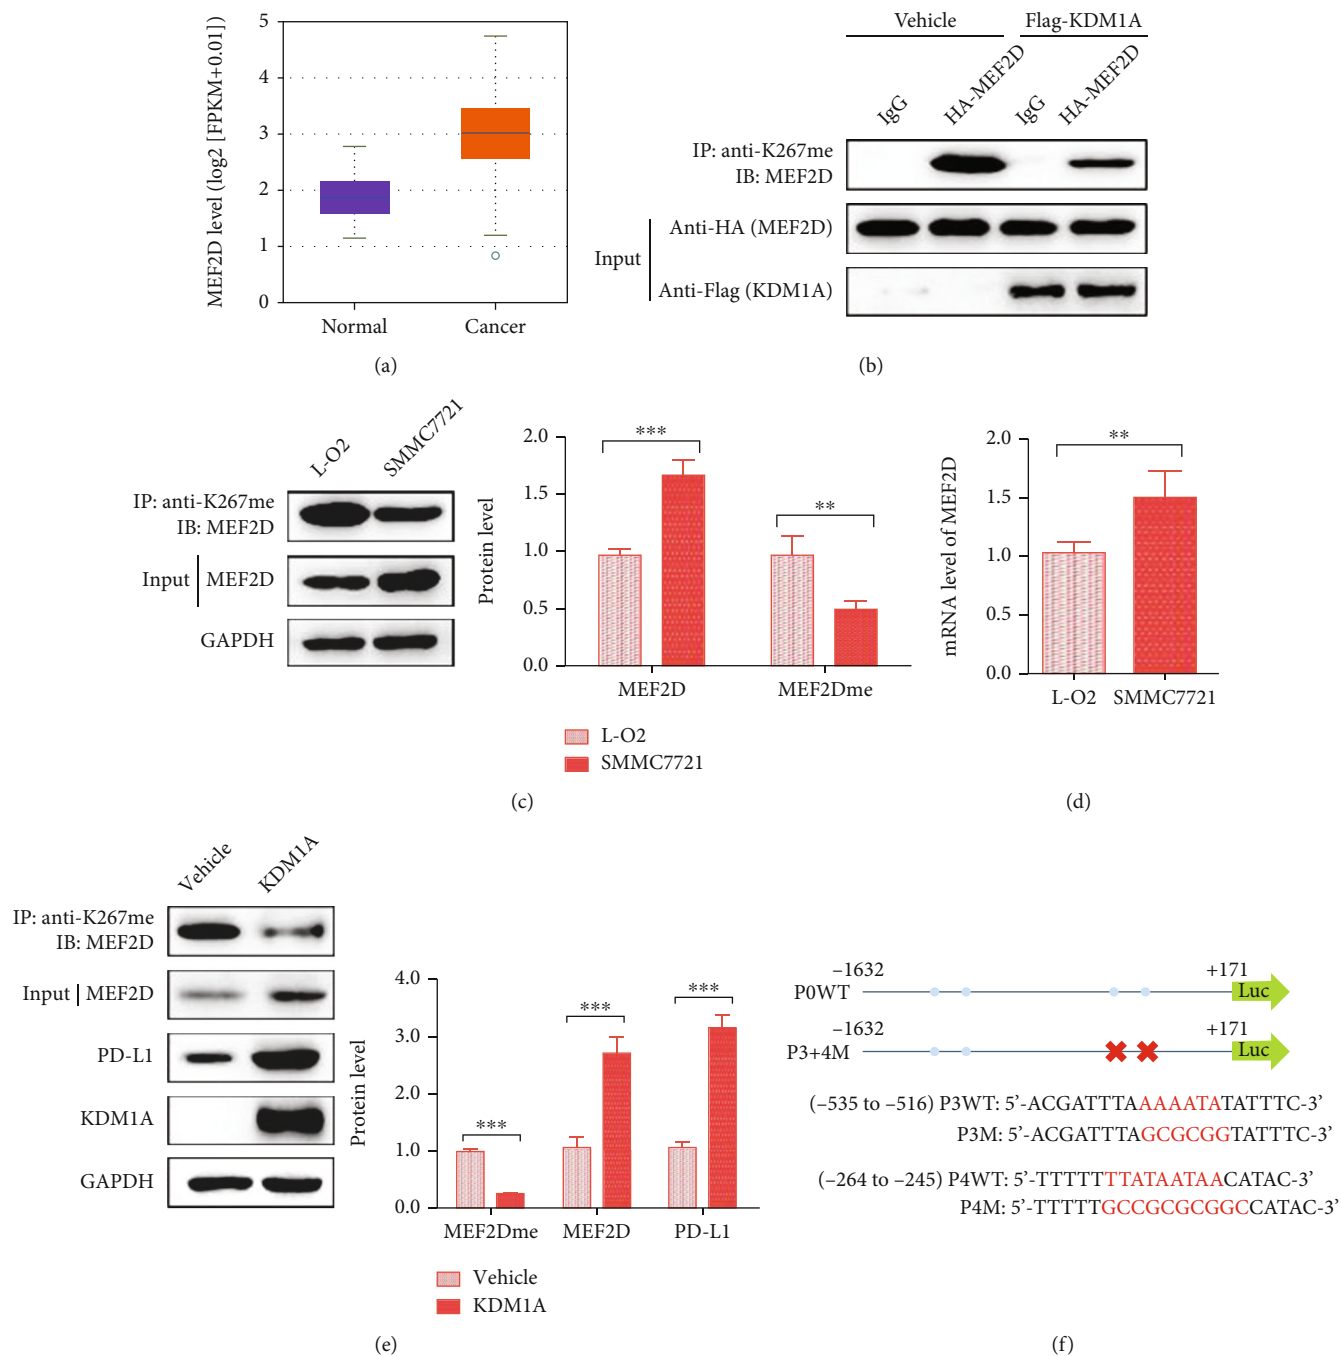 MEF2D level (log2 [FPKM+0.01])
5
4
3
2
1
0
Normal
Cancer
(a)
Vehicle
Flag-KDM1A
IgG
HA-MEF2D
IgG
HA-MEF2D
IP: anti-K267me
IB: MEF2D
Input
Anti-HA (MEF2D)
Anti-Flag (KDM1A)
(b)
L-O2
SMMC7721
IP: anti-K267me
IB: MEF2D
Input
MEF2D
GAPDH
Protein level
2.0
1.5
1.0
0.5
0.0
***
**
MEF2D
MEF2Dme
L-O2
SMMC7721
(c)
mRNA level of MEF2D
2.0
1.5
1.0
0.5
0.0
**
L-O2
SMMC7721
(d)
Vehicle
KDM1A
IP: anti-K267me
IB: MEF2D
Input
MEF2D
PD-L1
KDM1A
GAPDH
Protein level
4.0
3.0
2.0
1.0
0.0
***
***
***
MEF2Dme
MEF2D
PD-L1
Vehicle
KDM1A
(e)
–1632
+171
P0WT
Luc
–1632
+171
P3+4M
Luc
(–535 to –516) P3WT: 5’-ACGATTTAAAAATATATTTC-3’
P3M: 5’-ACGATTTAGCGCGGTATTTC-3’
(–264 to –245) P4WT: 5’-TTTTTTTATAATAACATAC-3’
P4M: 5’-TTTTTGCCGCGCGGCCATAC-3’
(f)